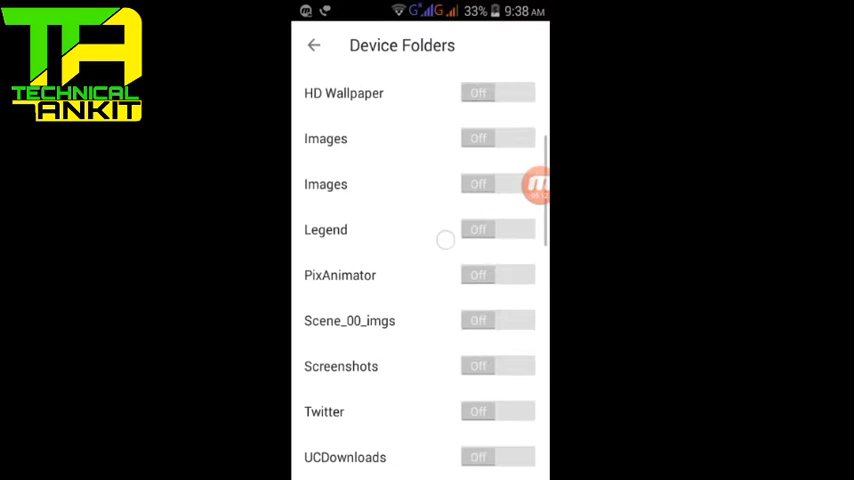 TA
TECHNICAL
ANKIT
33% 9:38 AM
Device Folders
HD Wallpaper Off
Images Off
Images Off
Legend Off
PixAnimator Off
Scene_00_imgs Off
Screenshots Off
Twitter Off
UCDownloads Off